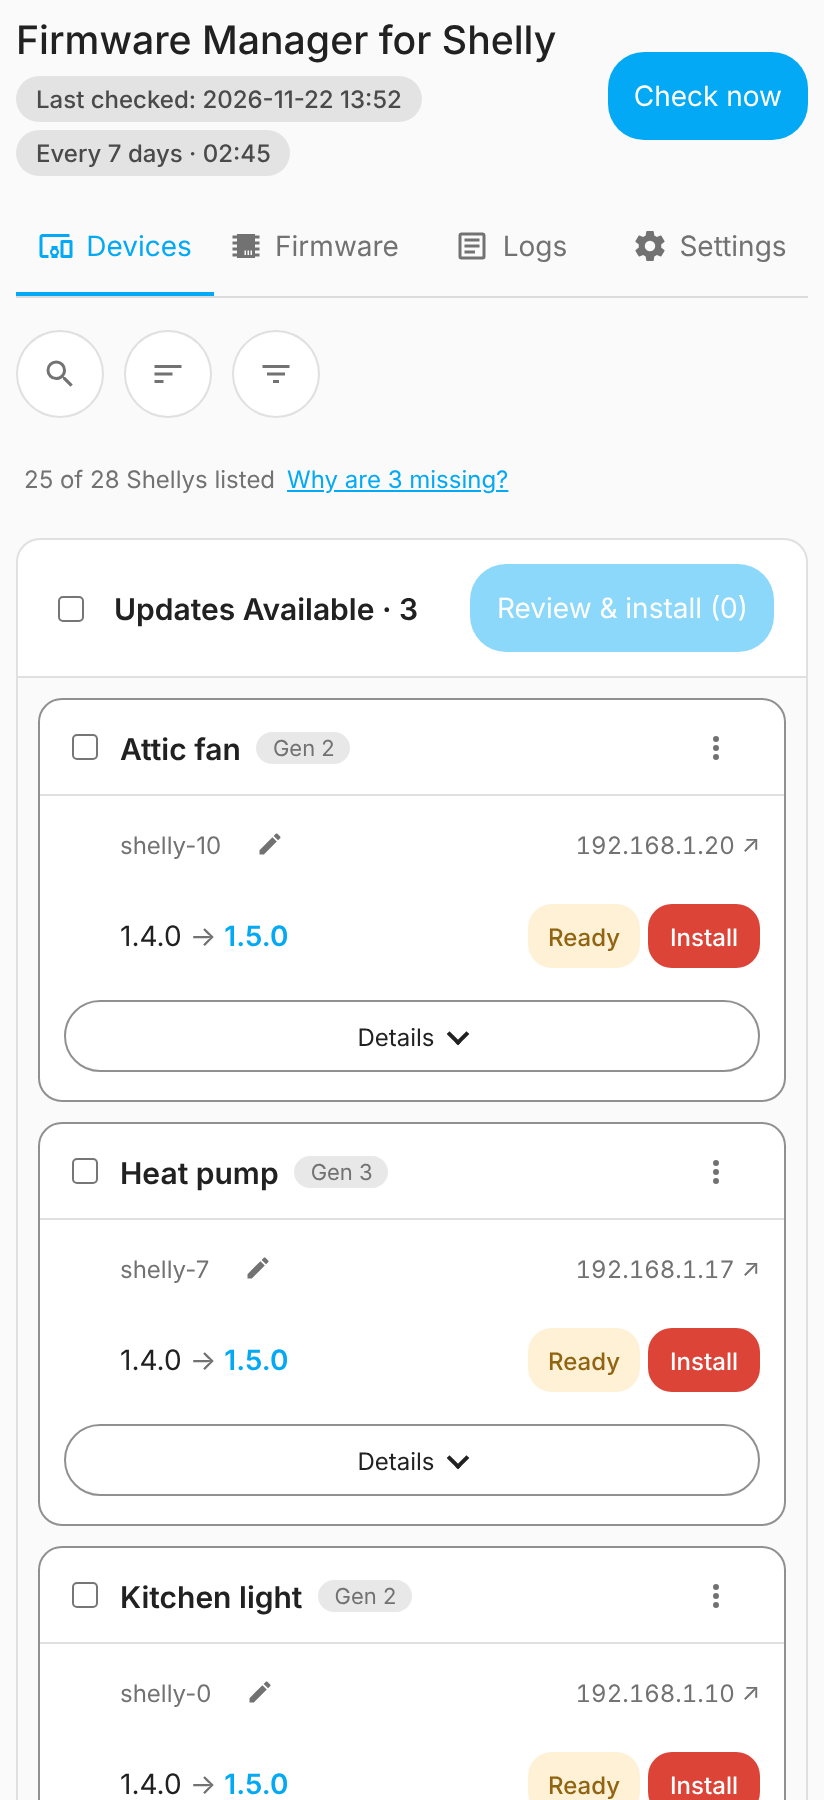 Firmware Manager for Shelly
Last checked: 2026-11-22 13:52
Every 7 days · 02:45
Check now
Devices
Firmware
Logs
Settings
25 of 28 Shellys listed Why are 3 missing?
Updates Available · 3
Review & install (0)
Attic fan Gen 2
shelly-10
192.168.1.20
1.4.0 → 1.5.0
Ready
Install
Details
Heat pump Gen 3
shelly-7
192.168.1.17
1.4.0 → 1.5.0
Ready
Install
Details
Kitchen light Gen 2
shelly-0
192.168.1.10
1.4.0 → 1.5.0
Ready
Install